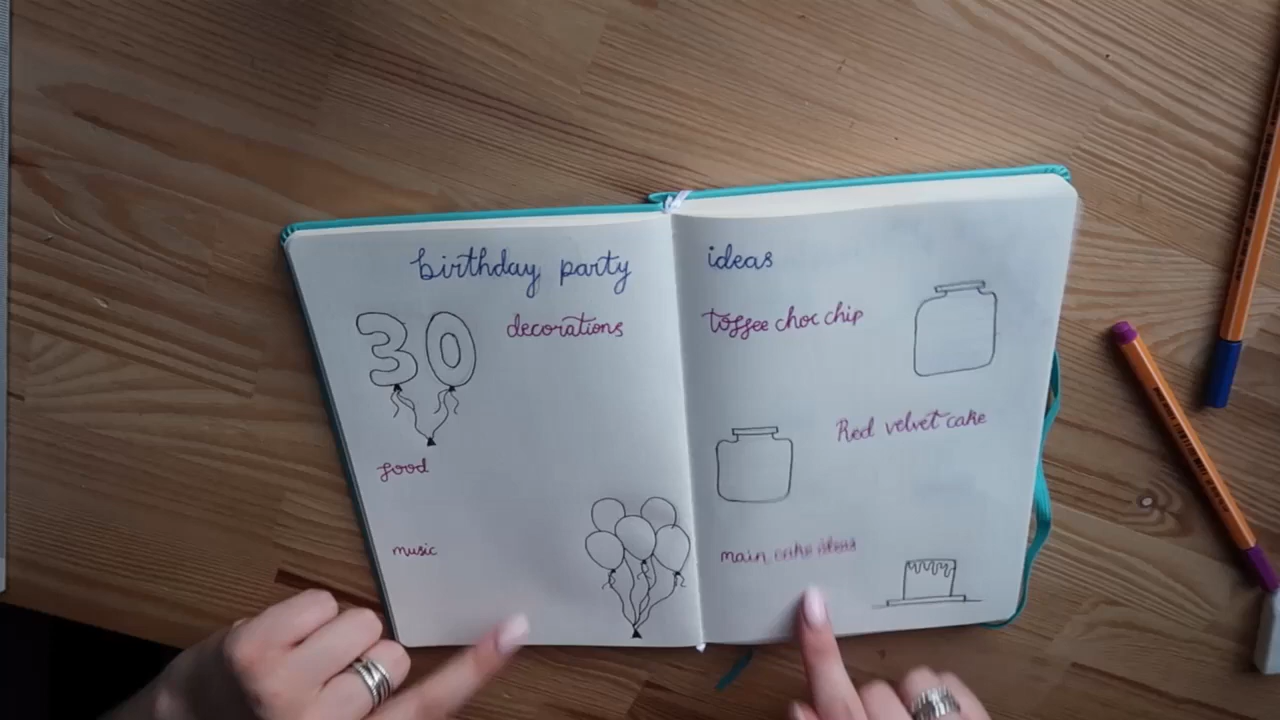 birthday party ideas
30
decorations
food
music
toffee choc chip
Red velvet cake
main cake ideas